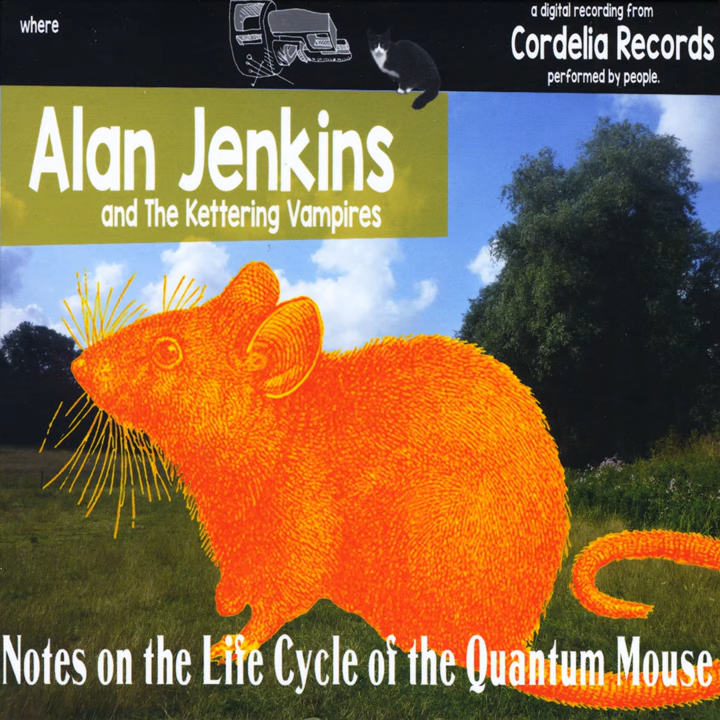 where
a digital recording from
Cordelia Records
performed by people.
Alan Jenkins
and The Kettering Vampires
Notes on the Life Cycle of the Quantum Mouse